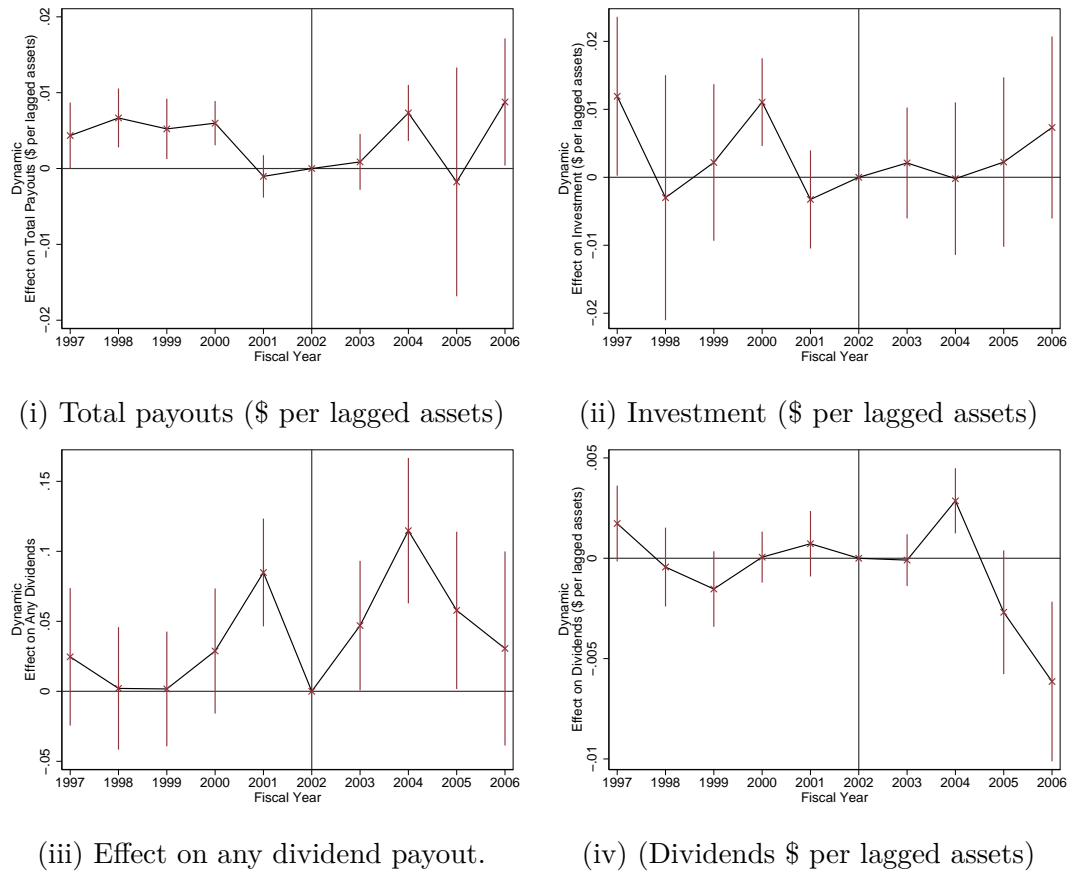 Dynamic
Effect on Total Payouts ($ per lagged assets)
.02
.01
0
-.01
-.02
1997 1998 1999 2000 2001 2002 2003 2004 2005 2006
Fiscal Year
(i) Total payouts ($ per lagged assets)
Dynamic
Effect on Investment ($ per lagged assets)
.02
.01
0
-.01
-.02
1997 1998 1999 2000 2001 2002 2003 2004 2005 2006
Fiscal Year
(ii) Investment ($ per lagged assets)
Dynamic
Effect on Any Dividends
.15
.1
.05
0
-.05
1997 1998 1999 2000 2001 2002 2003 2004 2005 2006
Fiscal Year
(iii) Effect on any dividend payout.
Dynamic
Effect on Dividends ($ per lagged assets)
.005
0
-.005
-.01
1997 1998 1999 2000 2001 2002 2003 2004 2005 2006
Fiscal Year
(iv) (Dividends $ per lagged assets)